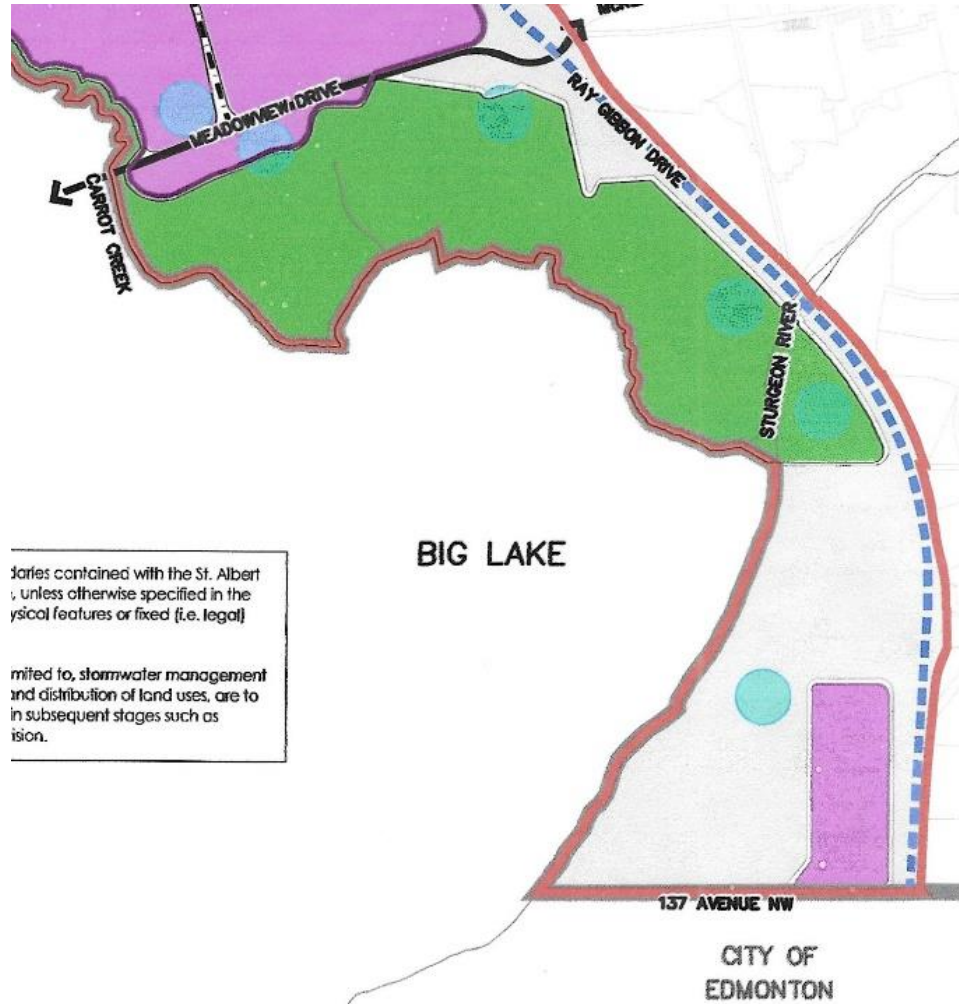 MEADOWVIEW DRIVE
RAY GIBBON DRIVE
CARROT CREEK
STURGEON RIVER
BIG LAKE
daries contained with the St. Albert
, unless otherwise specified in the
ysical features or fixed (i.e. legal)
mited to, stormwater management
and distribution of land uses, are to
in subsequent stages such as
ision.
137 AVENUE NW
CITY OF
EDMONTON